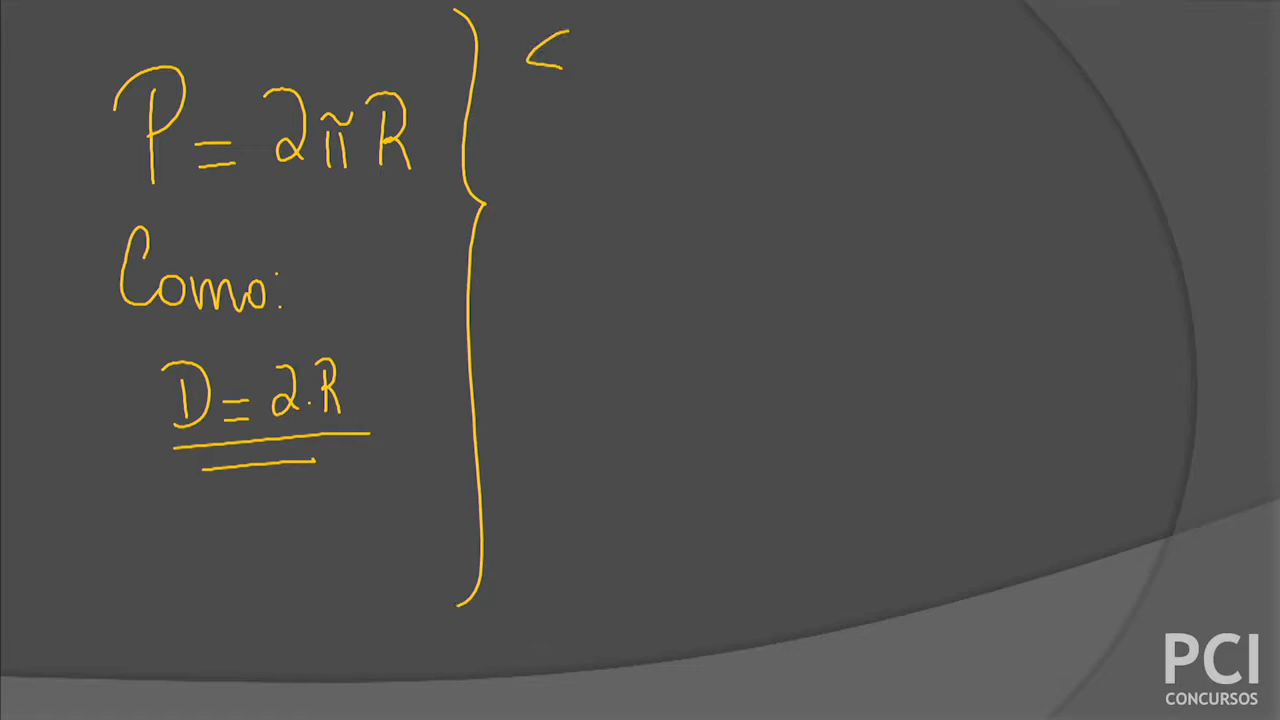 P = 2πR
Como:
D = 2.R
<
PCI
CONCURSOS